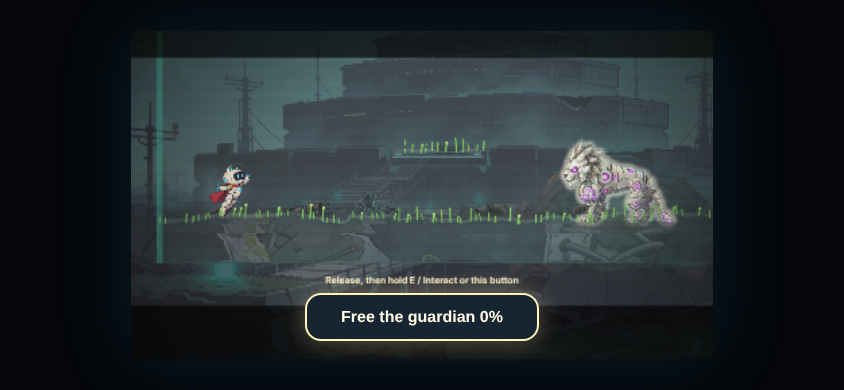 Release, then hold E / Interact or this button
Free the guardian 0%